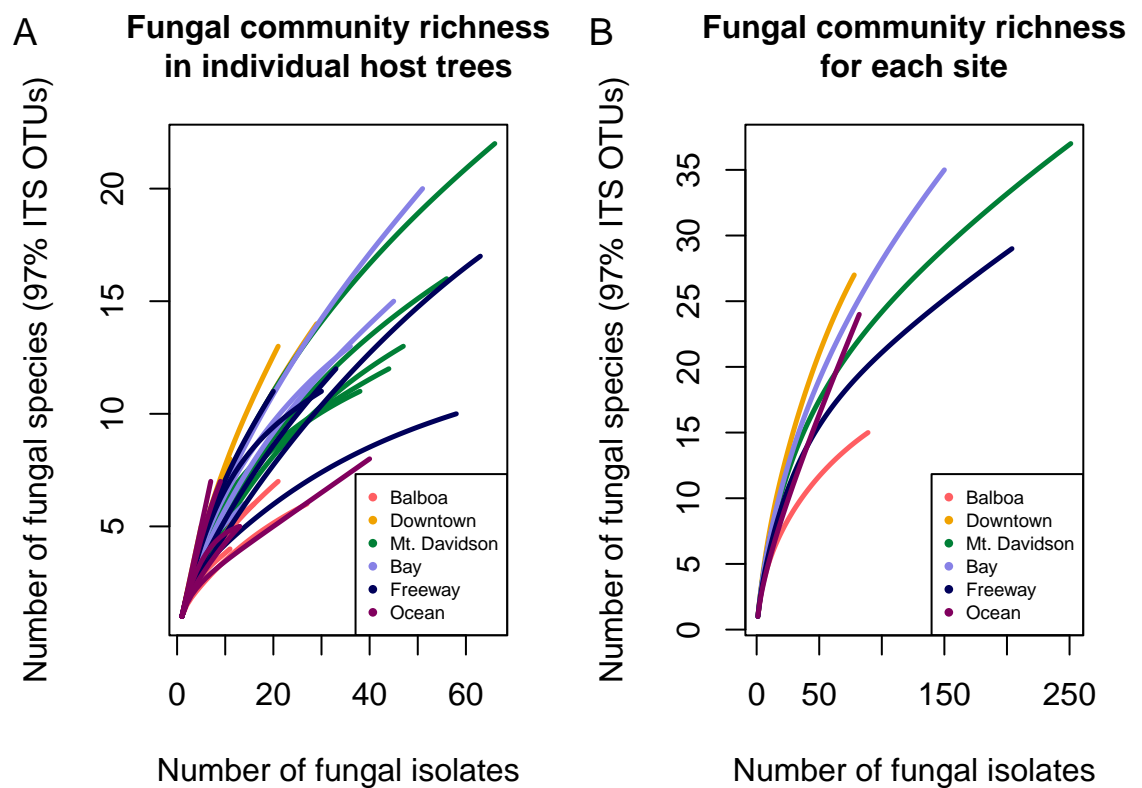 A
Fungal community richness
in individual host trees
Number of fungal species (97% ITS OTUs)
20
15
10
5
Balboa
Downtown
Mt. Davidson
Bay
Freeway
Ocean
0 20 40 60
Number of fungal isolates
B
Fungal community richness
for each site
Number of fungal species (97% ITS OTUs)
35
30
25
20
15
10
5
0
Balboa
Downtown
Mt. Davidson
Bay
Freeway
Ocean
0 50 150 250
Number of fungal isolates